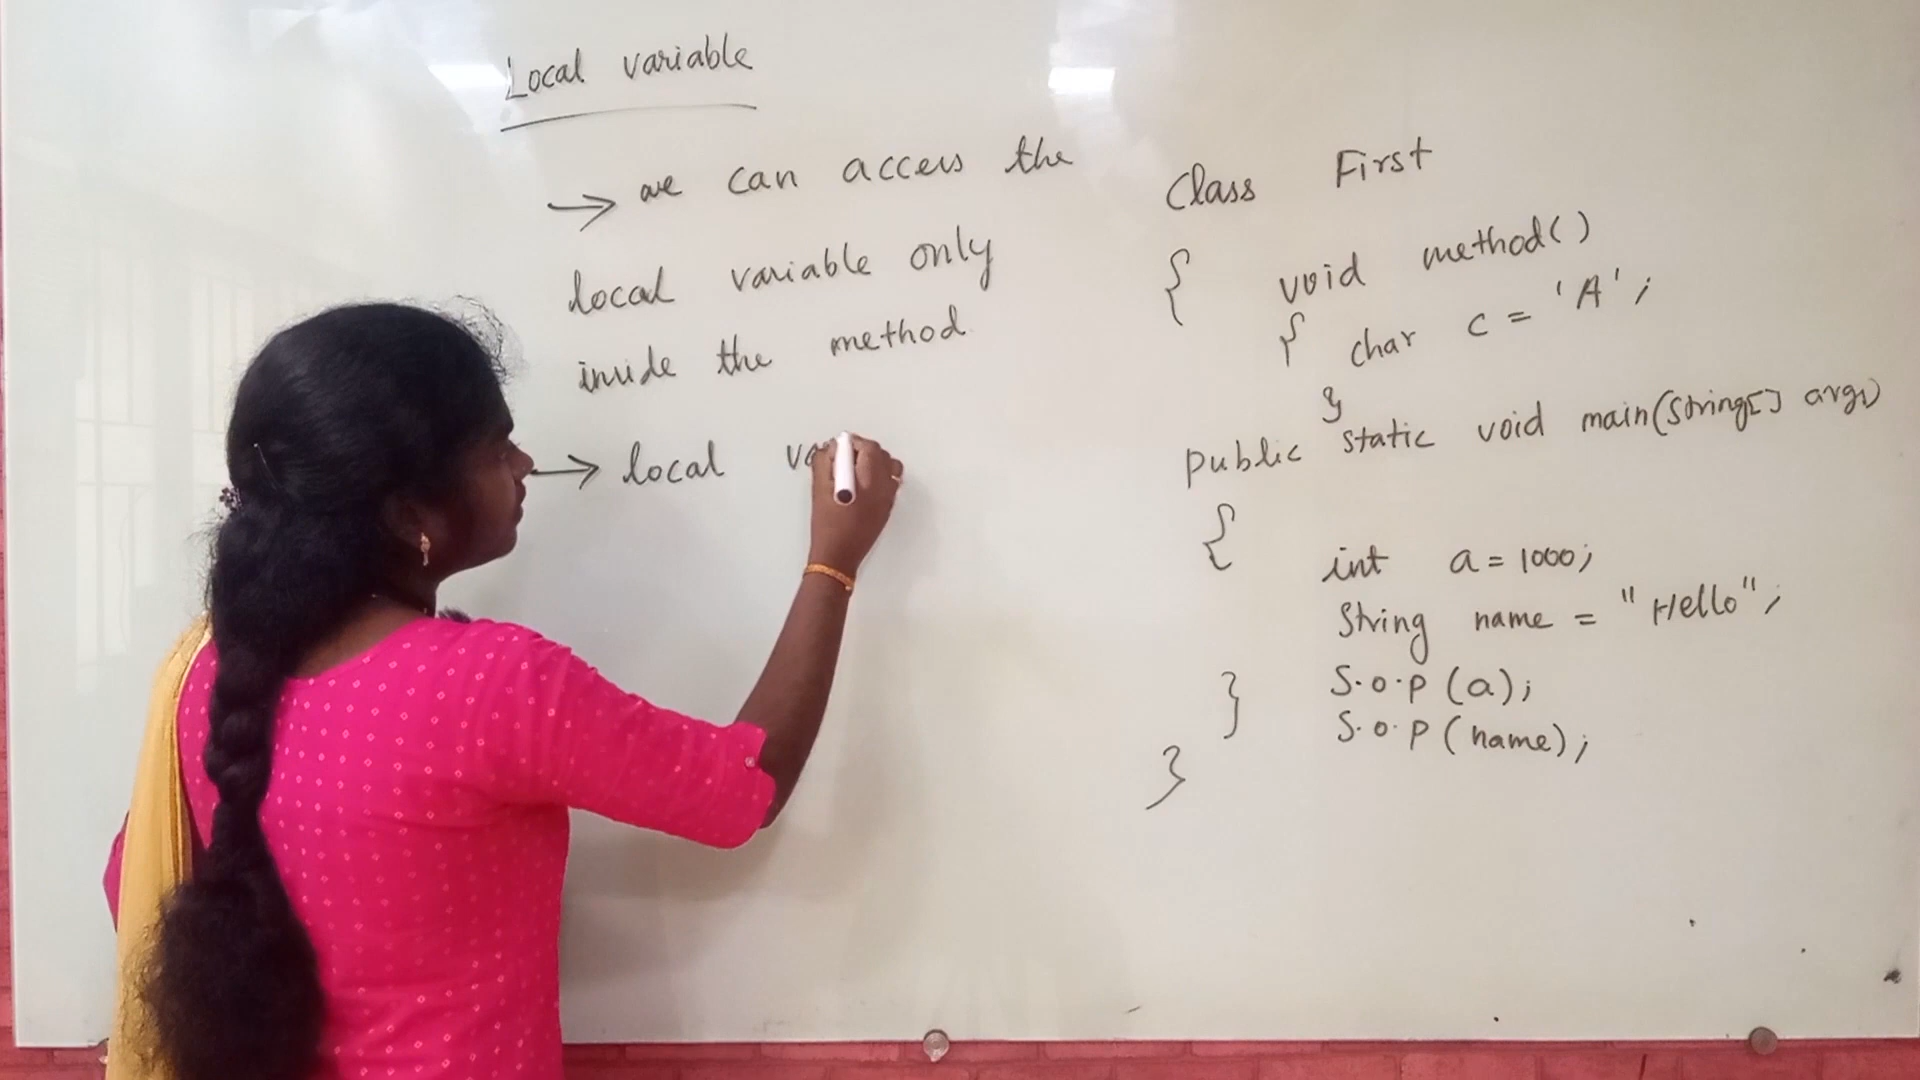 Local variable
→ we can access the
local variable only
inside the method
→ local
Class First
{ void method()
{ char c = 'A';
}
public static void main(String[] args)
{
int a = 1000;
String name = "Hello";
S.o.p (a);
} S.o.p (name);
}